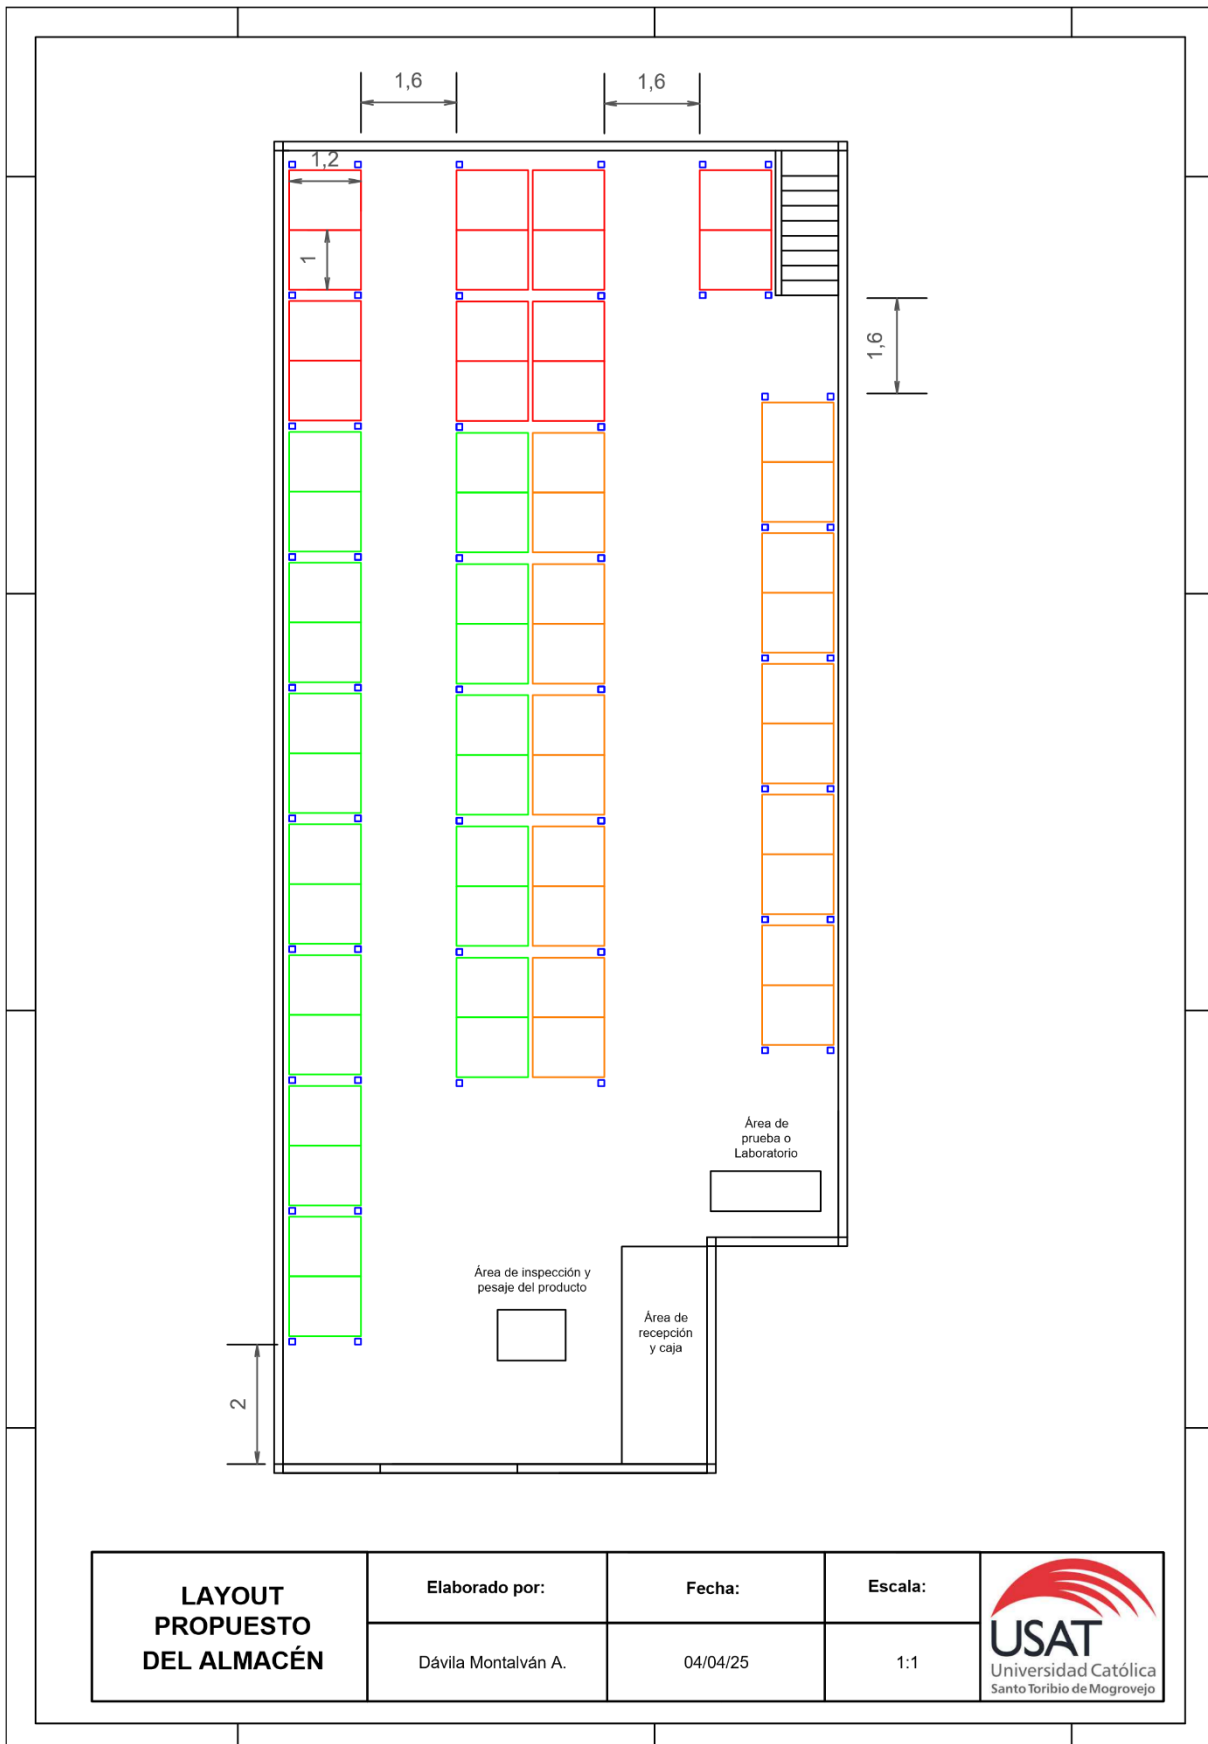 1,6
1,6
1,2
1
1,6
Área de
prueba o
Laboratorio
Área de inspección y
pesaje del producto
Área de
recepción
y caja
2
LAYOUT
PROPUESTO
DEL ALMACÉN
Elaborado por:
Fecha:
Escala:
Dávila Montalván A.
04/04/25
1:1
USAT
Universidad Católica
Santo Toribio de Mogrovejo